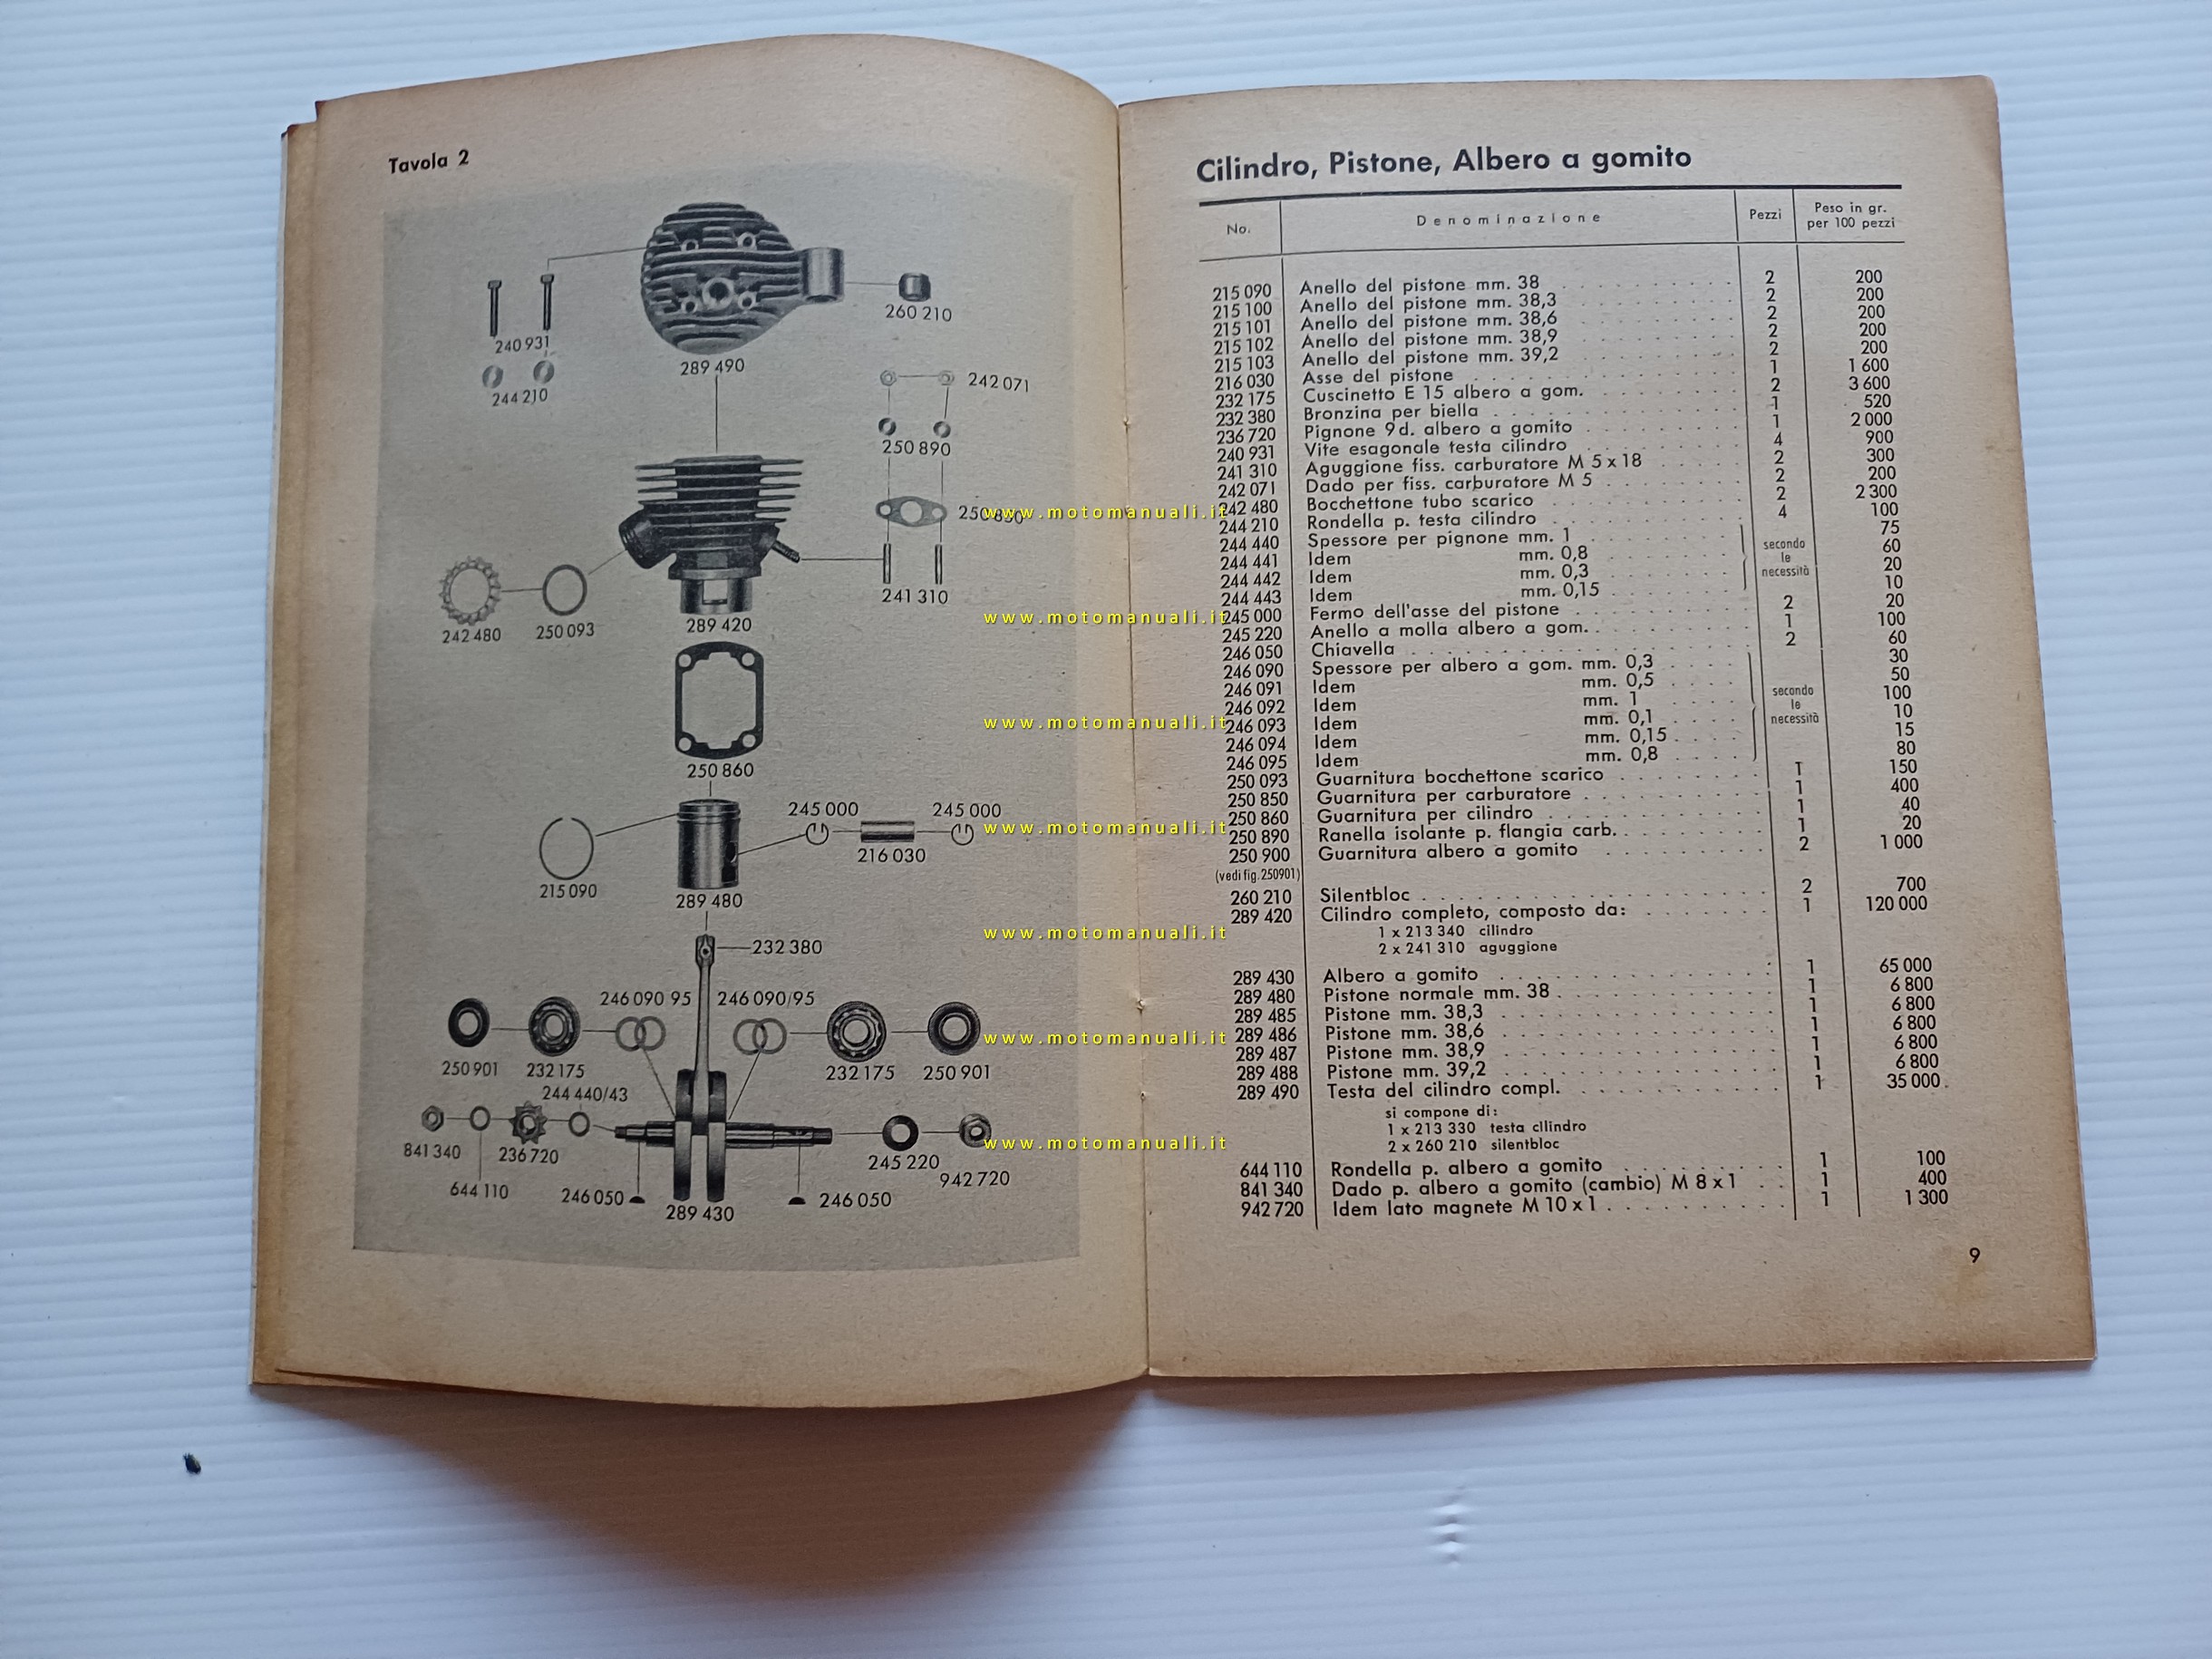 Tavola 2
260 210
240 931
289 490
244 210
242 071
250 890
250 850
241 310
242 480
250 093
289 420
250 860
245 000
245 000
216 030
215 090
289 480
232 380
246 090 95
246 090/95
250 901
232 175
232 175
250 901
244 440/43
841 340
236 720
245 220
942 720
644 110
246 050
246 050
289 430
Cilindro, Pistone, Albero a gomito
No.
Denominazione
Pezzi
Peso in gr.
per 100 pezzi
215 090 Anello del pistone mm. 38 2 200
215 100 Anello del pistone mm. 38,3 2 200
215 101 Anello del pistone mm. 38,6 2 200
215 102 Anello del pistone mm. 38,9 2 200
215 103 Anello del pistone mm. 39,2 2 200
216 030 Asse del pistone 1 1 600
232 175 Cuscinetto E 15 albero a gom. 2 3 600
232 380 Bronzina per biella 1 520
236 720 Pignone 9 d. albero a gomito 1 2 000
240 931 Vite esagonale testa cilindro 4 900
241 310 Aguggione fiss. carburatore M 5 x 18 2 300
242 071 Dado per fiss. carburatore M 5 2 200
242 480 Bocchettone tubo scarico 2 2 300
244 210 Rondella p. testa cilindro 4 100
244 440 Spessore per pignone mm. 1 75
244 441 Idem mm. 0,8 60
244 442 Idem mm. 0,3 20
244 443 Idem mm. 0,15 10
secondo
le
necessità
245 000 Fermo dell'asse del pistone 2 20
245 220 Anello a molla albero a gom. 1 100
246 050 Chiavella 2 60
246 090 Spessore per albero a gom. mm. 0,3 30
246 091 Idem mm. 0,5 50
246 092 Idem mm. 1 100
246 093 Idem mm. 0,1 10
246 094 Idem mm. 0,15 15
246 095 Idem mm. 0,8 80
secondo
le
necessità
250 093 Guarnitura bocchettone scarico 1 150
250 850 Guarnitura per carburatore 1 400
250 860 Guarnitura per cilindro 1 40
250 890 Ranella isolante p. flangia carb. 1 20
250 900 Guarnitura albero a gomito 2 1 000
(vedi fig. 250901)
260 210 Silentbloc 2 700
289 420 Cilindro completo, composto da: 1 120 000
1 x 213 340 cilindro
2 x 241 310 aguggione
289 430 Albero a gomito 1 65 000
289 480 Pistone normale mm. 38 1 6 800
289 485 Pistone mm. 38,3 1 6 800
289 486 Pistone mm. 38,6 1 6 800
289 487 Pistone mm. 38,9 1 6 800
289 488 Pistone mm. 39,2 1 6 800
289 490 Testa del cilindro compl. 1 35 000
si compone di:
1 x 213 330 testa cilindro
2 x 260 210 silentbloc
644 110 Rondella p. albero a gomito 1 100
841 340 Dado p. albero a gomito (cambio) M 8 x 1 1 400
942 720 Idem lato magnete M 10 x 1 1 1 300
9
www.motomanuali.it
www.motomanuali.it
www.motomanuali.it
www.motomanuali.it
www.motomanuali.it
www.motomanuali.it
www.motomanuali.it